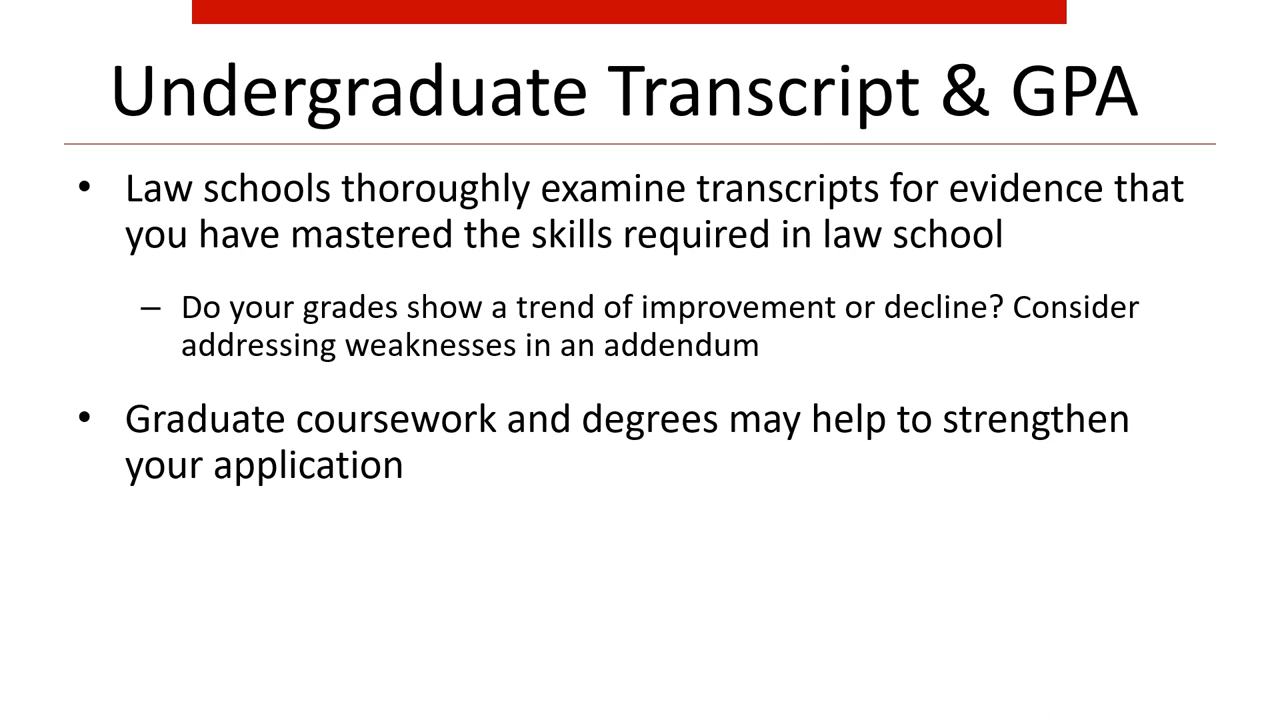 Undergraduate Transcript & GPA
• Law schools thoroughly examine transcripts for evidence that
you have mastered the skills required in law school
– Do your grades show a trend of improvement or decline? Consider
addressing weaknesses in an addendum
• Graduate coursework and degrees may help to strengthen
your application